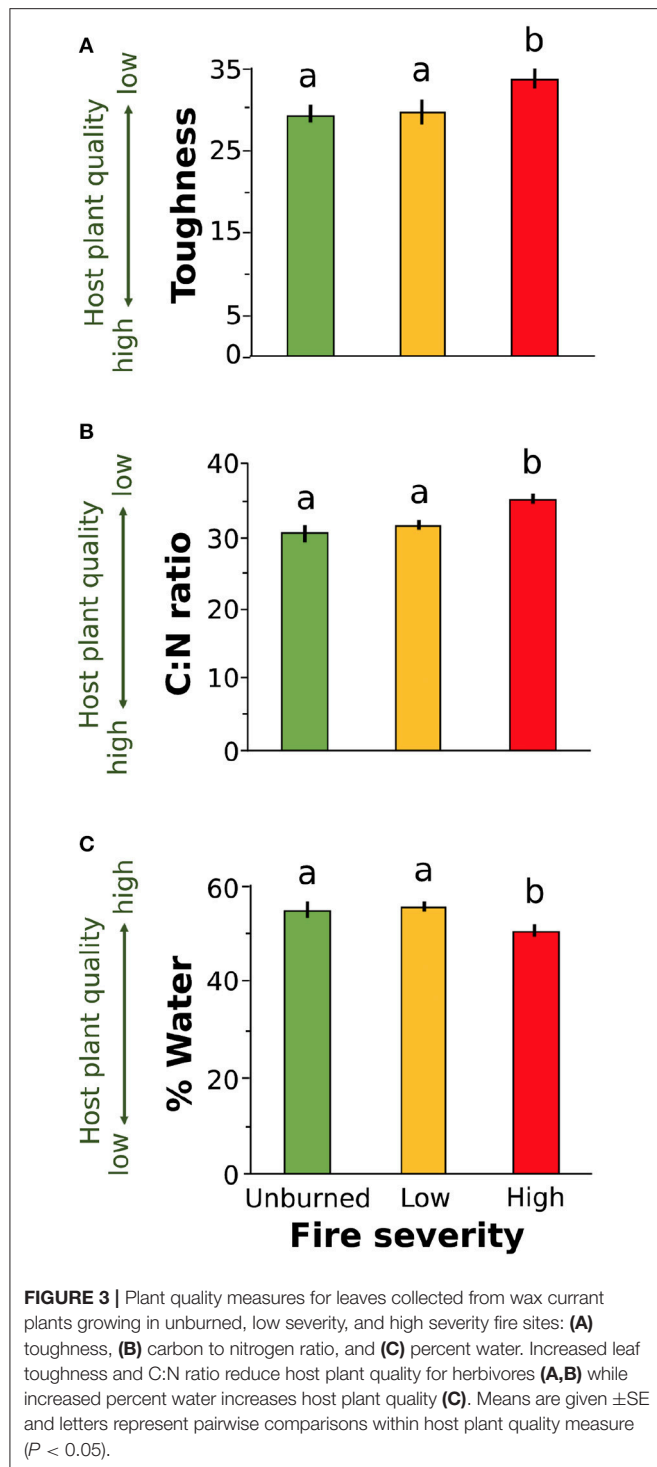 A
Host plant quality
low
high
Toughness
35
25
15
5
0
a
a
b
B
Host plant quality
low
high
C:N ratio
40
30
20
10
0
a
a
b
C
Host plant quality
high
low
% Water
60
40
20
0
a
a
b
Unburned
Low
High
Fire severity
FIGURE 3 | Plant quality measures for leaves collected from wax currant
plants growing in unburned, low severity, and high severity fire sites: (A)
toughness, (B) carbon to nitrogen ratio, and (C) percent water. Increased leaf
toughness and C:N ratio reduce host plant quality for herbivores (A,B) while
increased percent water increases host plant quality (C). Means are given ±SE
and letters represent pairwise comparisons within host plant quality measure
(P < 0.05).